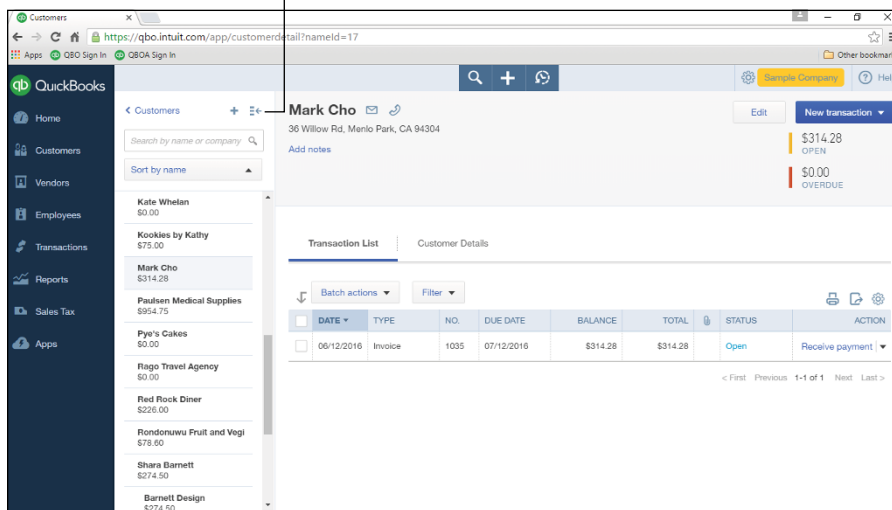 Customers
https://qbo.intuit.com/app/customerdetail?nameId=17
Apps QBO Sign In QBOA Sign In Other bookmar
qb QuickBooks
Sample Company ? Hel
Home
Customers
Vendors
Employees
Transactions
Reports
Sales Tax
Apps
< Customers +
Search by name or company
Sort by name
Kate Whelan
$0.00
Kookies by Kathy
$75.00
Mark Cho
$314.28
Paulsen Medical Supplies
$954.75
Pye's Cakes
$0.00
Rago Travel Agency
$0.00
Red Rock Diner
$226.00
Rondonuwu Fruit and Vegi
$78.60
Shara Barnett
$274.50
Barnett Design
$274.50
Mark Cho
36 Willow Rd, Menlo Park, CA 94304
Add notes
Edit New transaction
$314.28
OPEN
$0.00
OVERDUE
Transaction List Customer Details
Batch actions Filter
DATE TYPE NO. DUE DATE BALANCE TOTAL STATUS ACTION
06/12/2016 Invoice 1035 07/12/2016 $314.28 $314.28 Open Receive payment
< First Previous 1-1 of 1 Next Last >